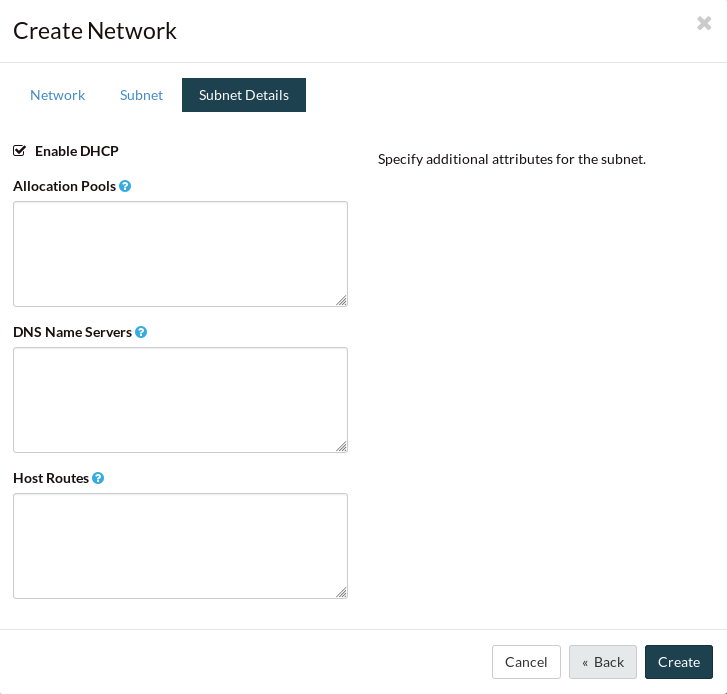 Create Network
Network Subnet Subnet Details
Enable DHCP
Specify additional attributes for the subnet.
Allocation Pools
DNS Name Servers
Host Routes
Cancel « Back Create